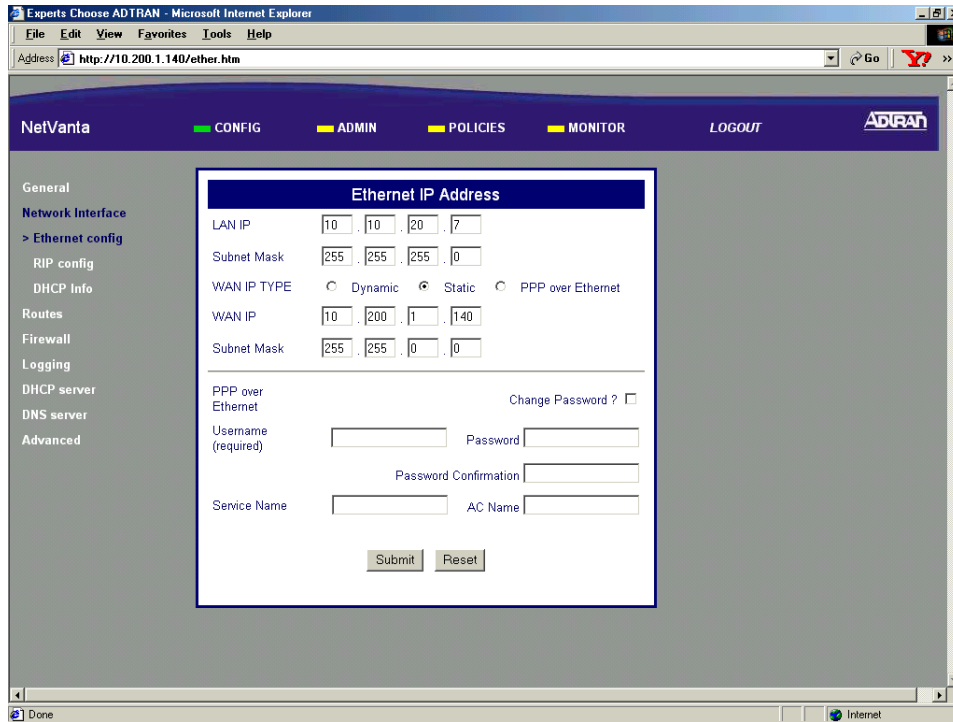 Experts Choose ADTRAN - Microsoft Internet Explorer
File Edit View Favorites Tools Help
Address http://10.200.1.140/ether.htm Go Y? »
NetVanta CONFIG ADMIN POLICIES MONITOR LOGOUT ADTRAN
General
Network Interface
> Ethernet config
RIP config
DHCP Info
Routes
Firewall
Logging
DHCP server
DNS server
Advanced
Ethernet IP Address
LAN IP 10 . 10 . 20 . 7
Subnet Mask 255 . 255 . 255 . 0
WAN IP TYPE Dynamic Static PPP over Ethernet
WAN IP 10 . 200 . 1 . 140
Subnet Mask 255 . 255 . 0 . 0
PPP over
Ethernet
Change Password ?
Username
(required)
Password
Password Confirmation
Service Name AC Name
Submit Reset
Done Internet